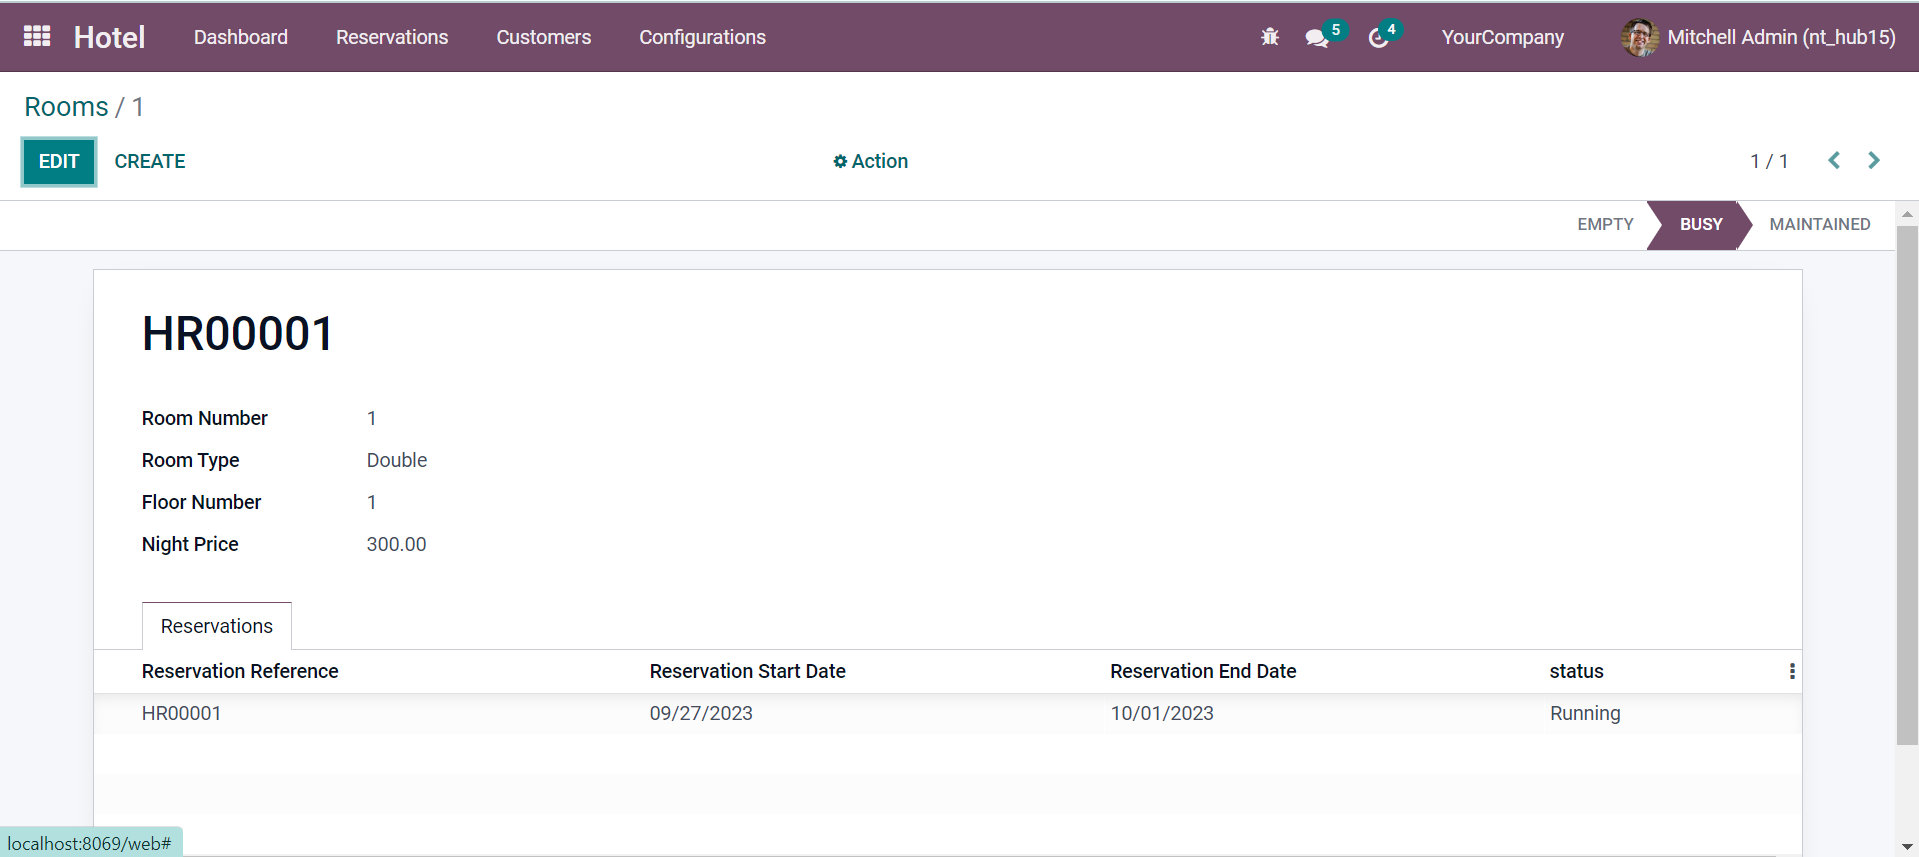 Hotel Dashboard Reservations Customers Configurations 5 4 YourCompany Mitchell Admin (nt_hub15)
Rooms / 1
EDIT CREATE Action 1 / 1
EMPTY BUSY MAINTAINED
HR00001
Room Number 1
Room Type Double
Floor Number 1
Night Price 300.00
Reservations
Reservation Reference Reservation Start Date Reservation End Date status
HR00001 09/27/2023 10/01/2023 Running
localhost:8069/web#